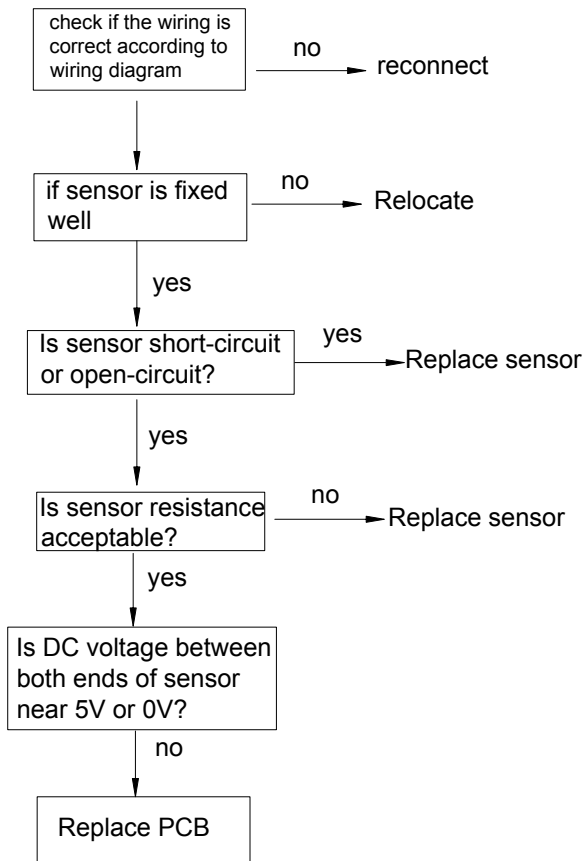 check if the wiring is
correct according to
wiring diagram
no
reconnect
if sensor is fixed
well
no
Relocate
yes
Is sensor short-circuit
or open-circuit?
yes
Replace sensor
yes
Is sensor resistance
acceptable?
no
Replace sensor
yes
Is DC voltage between
both ends of sensor
near 5V or 0V?
no
Replace PCB